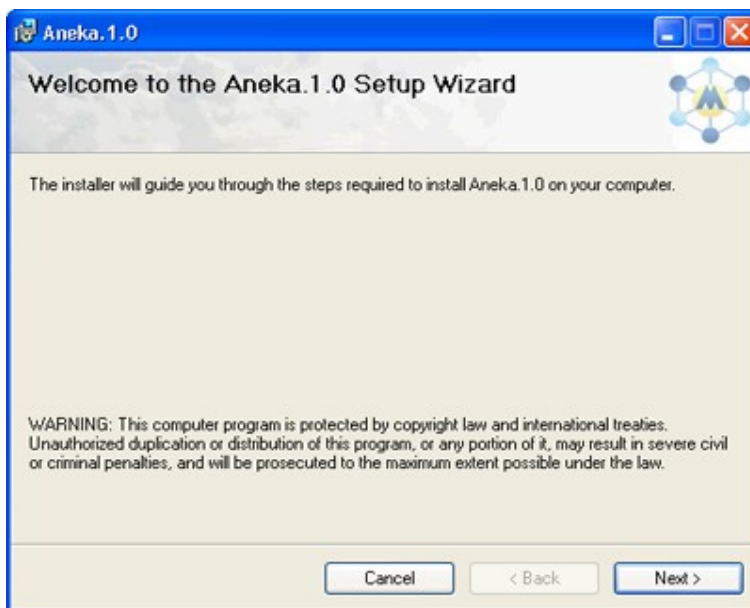 Aneka.1.0
Welcome to the Aneka.1.0 Setup Wizard
The installer will guide you through the steps required to install Aneka.1.0 on your computer.
WARNING: This computer program is protected by copyright law and international treaties.
Unauthorized duplication or distribution of this program, or any portion of it, may result in severe civil
or criminal penalties, and will be prosecuted to the maximum extent possible under the law.
Cancel < Back Next >